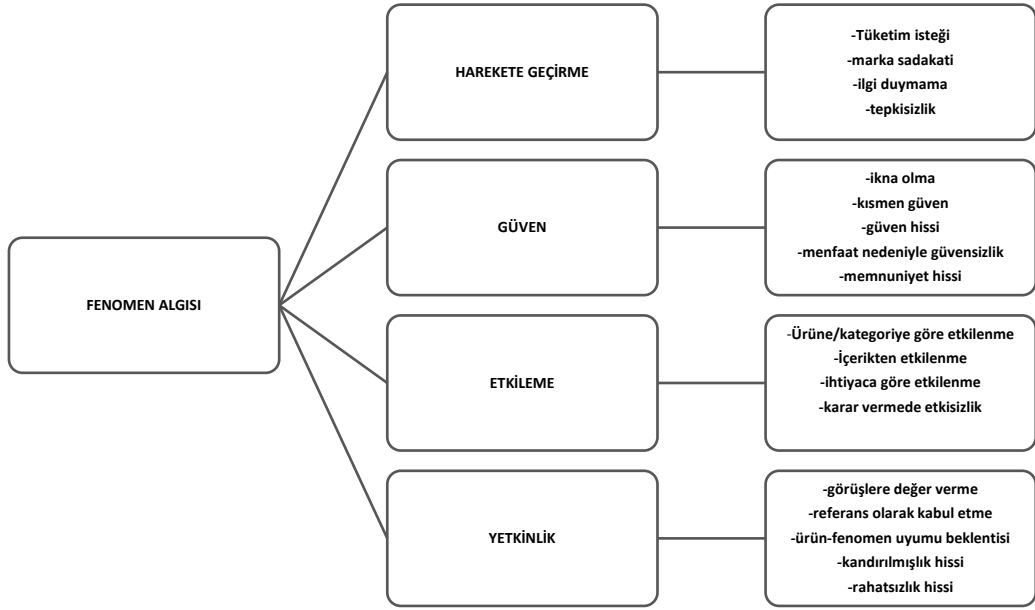 FENOMEN ALGISI
HAREKETE GEÇİRME
-Tüketim isteği
-marka sadakati
-ilgi duymama
-tepkisizlik
GÜVEN
-ikna olma
-kısmen güven
-güven hissi
-menfaat nedeniyle güvensizlik
-memnuniyet hissi
ETKİLEME
-Ürüne/kategoriye göre etkilenme
-İçerikten etkilenme
-ihtiyaca göre etkilenme
-karar vermede etkisizlik
YETKİNLİK
-görüşlere değer verme
-referans olarak kabul etme
-ürün-fenomen uyumu beklentisi
-kandırılmışlık hissi
-rahatsızlık hissi